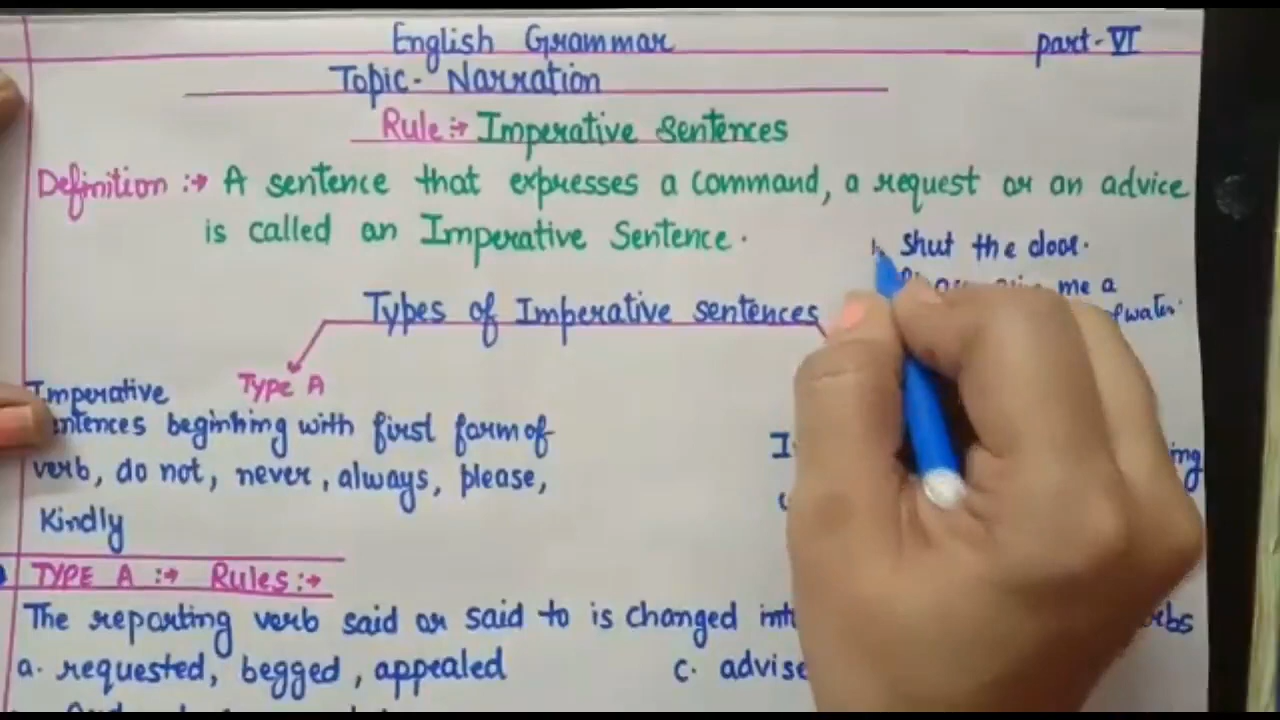 English Grammar
part-VI
Topic- Narration
Rule:→ Imperative Sentences
Definition :→ A sentence that expresses a command, a request or an advice
is called an Imperative Sentence.
Shut the door.
me a
of water.
Types of Imperative sentences
Type A
Imperative
sentences beginning with first form of
verb, do not, never, always, please,
Kindly
TYPE A :→ Rules :→
The reporting verb said or said to is changed
a. requested, begged, appealed
c. advise